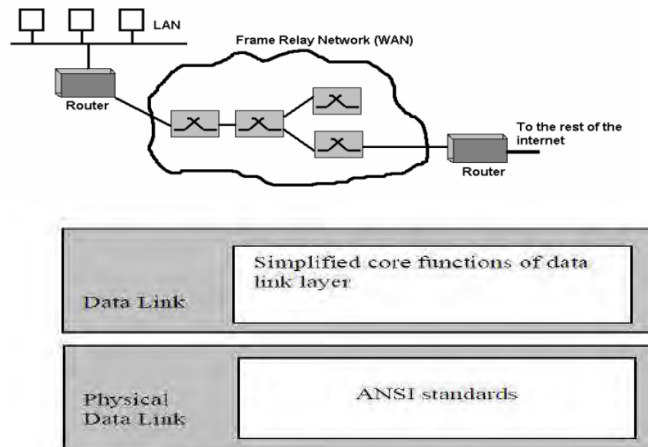 LAN
Frame Relay Network (WAN)
Router
To the rest of the
internet
Router
Simplified core functions of data
link layer
Data Link
ANSI standards
Physical
Data Link